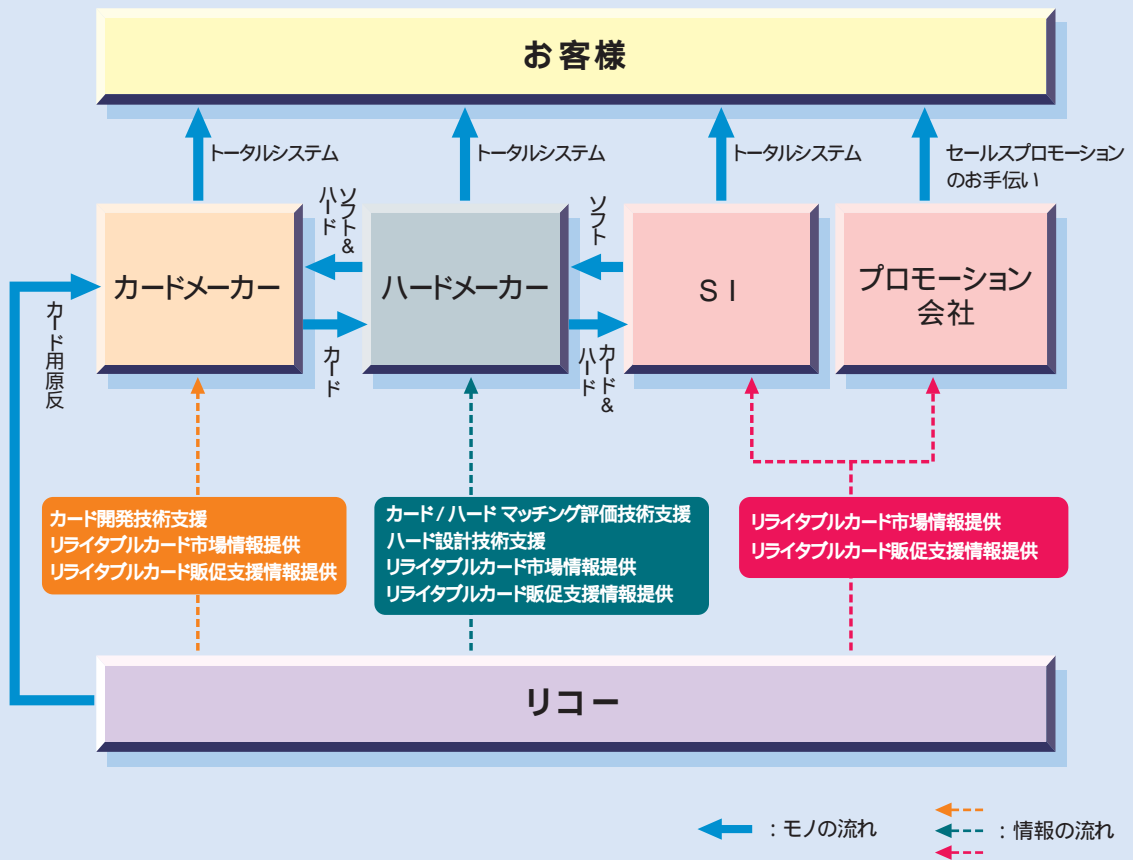 お客様
トータルシステム
トータルシステム
トータルシステム
セールスプロモーション
のお手伝い
ソフト&
ハード
ソフト
カードメーカー
ハードメーカー
SI
プロモーション
会社
カード用原反
カード
カード&
ハード
カード開発技術支援
リライタブルカード市場情報提供
リライタブルカード販促支援情報提供
カード/ハード マッチング評価技術支援
ハード設計技術支援
リライタブルカード市場情報提供
リライタブルカード販促支援情報提供
リライタブルカード市場情報提供
リライタブルカード販促支援情報提供
リコー
:モノの流れ
:情報の流れ